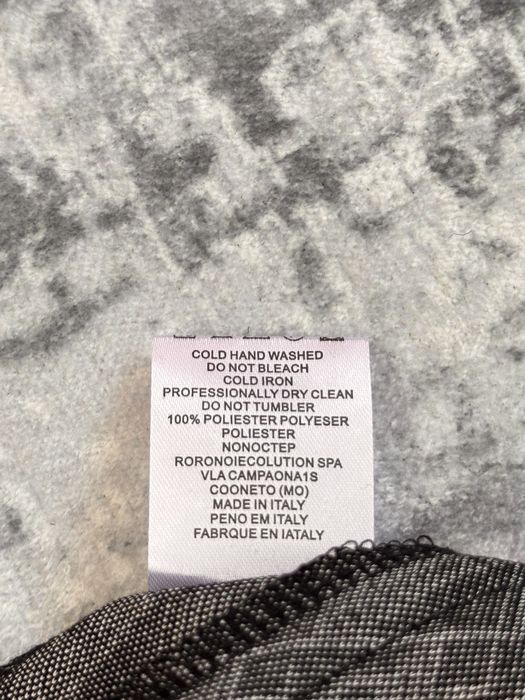 COLD HAND WASHED
DO NOT BLEACH
COLD IRON
PROFESSIONALLY DRY CLEAN
DO NOT TUMBLER
100% POLIESTER POLYESER
POLIESTER
NONOCTEP
RORONOIECOLUTION SPA
VLA CAMPAONA1S
COONETO (MO)
MADE IN ITALY
PENO EM ITALY
FABRQUE EN IATALY